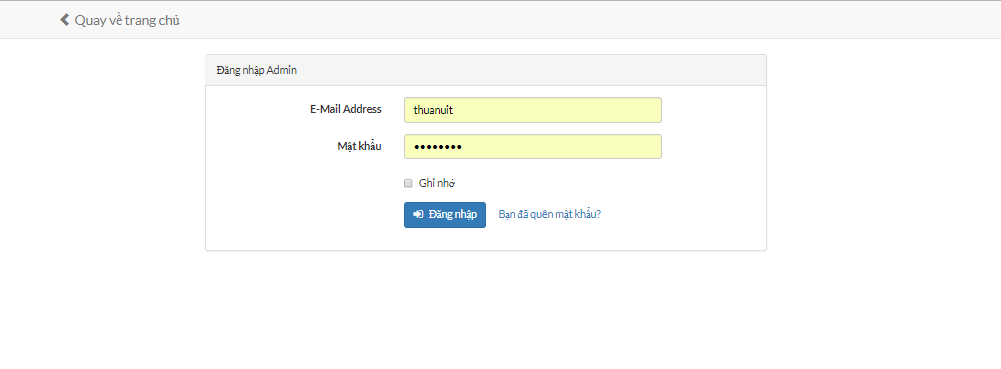 Quay về trang chủ
Đăng nhập Admin
E-Mail Address thuanuit
Mật khẩu ••••••••
Ghi nhớ
Đăng nhập Bạn đã quên mật khẩu?